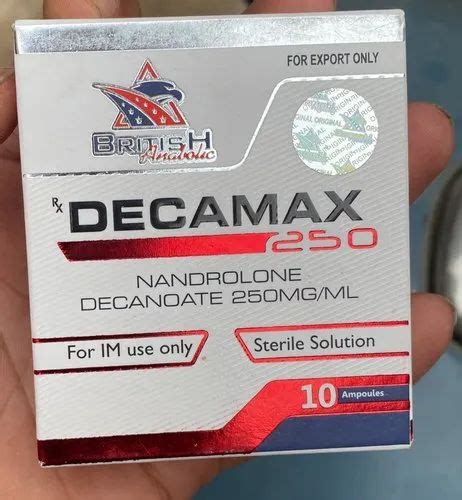 FOR EXPORT ONLY
ORIGINAL
BRITISH
Anabolic
Rx DECAMAX
250
NANDROLONE
DECANOATE 250MG/ML
For IM use only
Sterile Solution
10 Ampoules